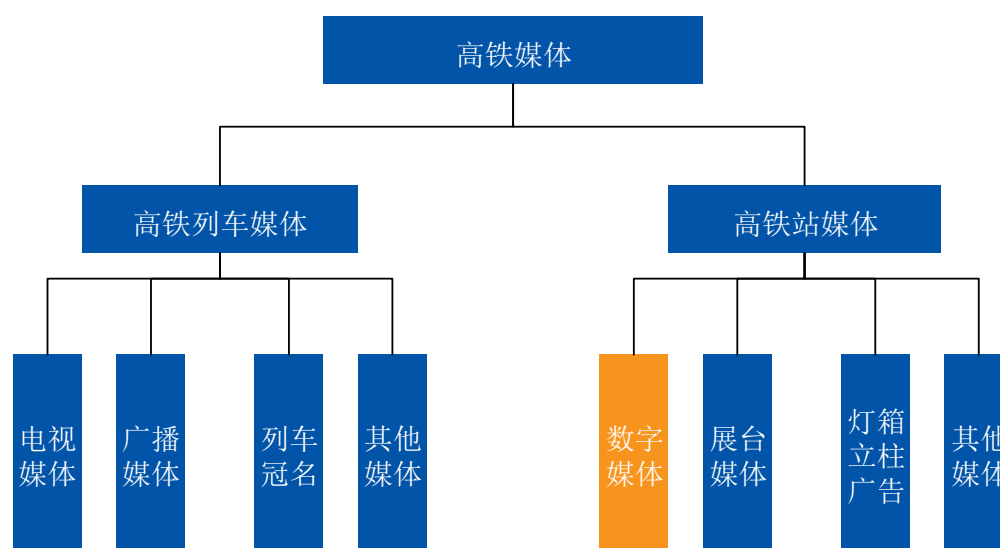 高铁媒体
高铁列车媒体
高铁站媒体
电视
媒体
广播
媒体
列车
冠名
其他
媒体
数字
媒体
展台
媒体
灯箱
立柱
广告
其他
媒体